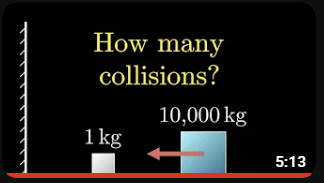 How many
collisions?
10,000 kg
1 kg
5:13